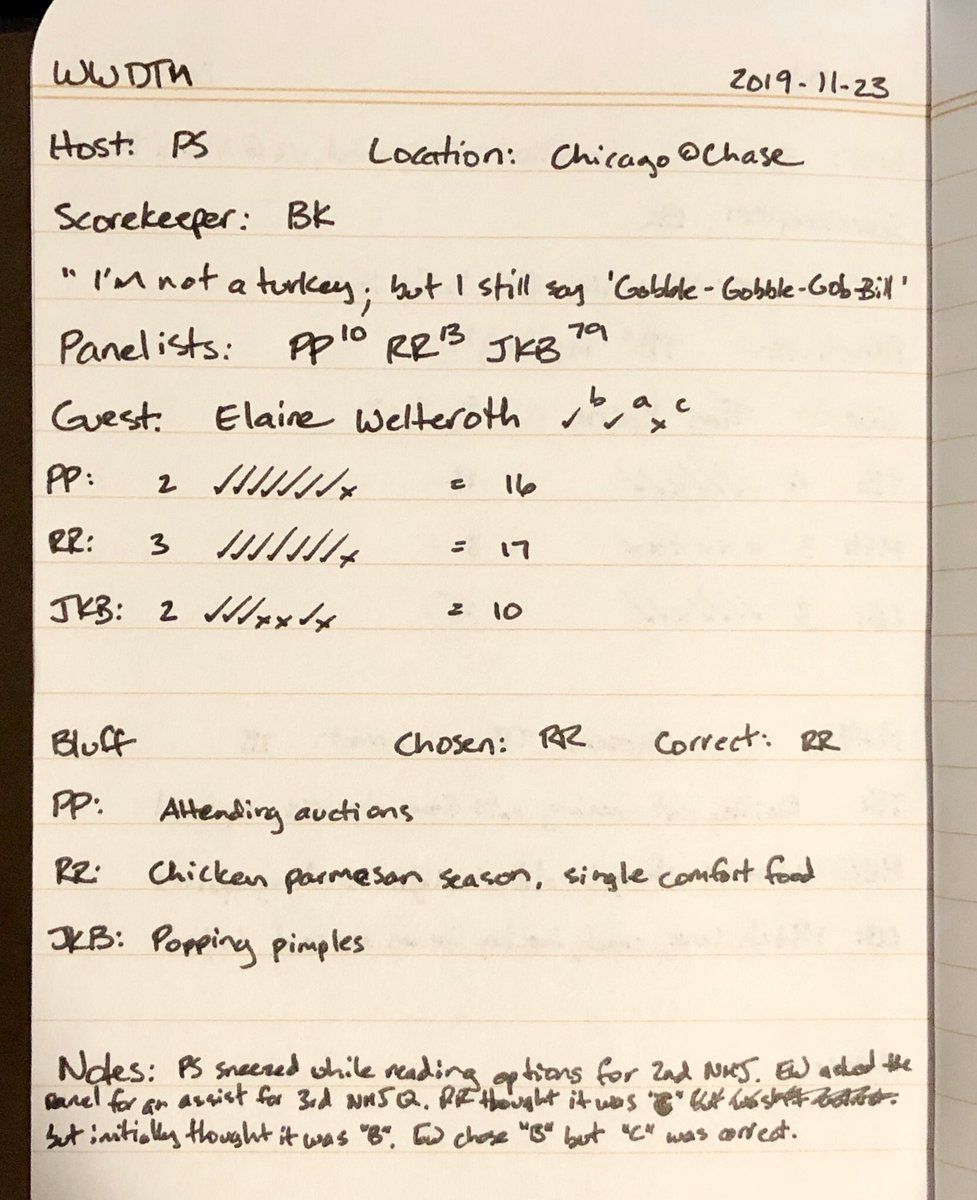 WWDTM 2019-11-23
Host: PS Location: Chicago @ Chase
Scorekeeper: BK
"I'm not a turkey; but I still say 'Gobble-Gobble-Gob-Bill'
Panelists: PP 10 RR 13 JKB 79
Guest: Elaine Welteroth ✓ b ✓ a x c
PP: 2 ✓✓✓✓✓✓✓x = 16
RR: 3 ✓✓✓✓✓✓✓x = 17
JKB: 2 ✓✓✓xx✓x = 10
Bluff Chosen: RR Correct: RR
PP: Attending auctions
RR: Chicken parmesan season, single comfort food
JKB: Popping pimples
Notes: PS sneezed while reading options for 2nd NMJ. EW asked the
panel for an assist for 3rd NMJ Q. RR thought it was
but initially thought it was "B". EW chose "B" but "C" was correct.